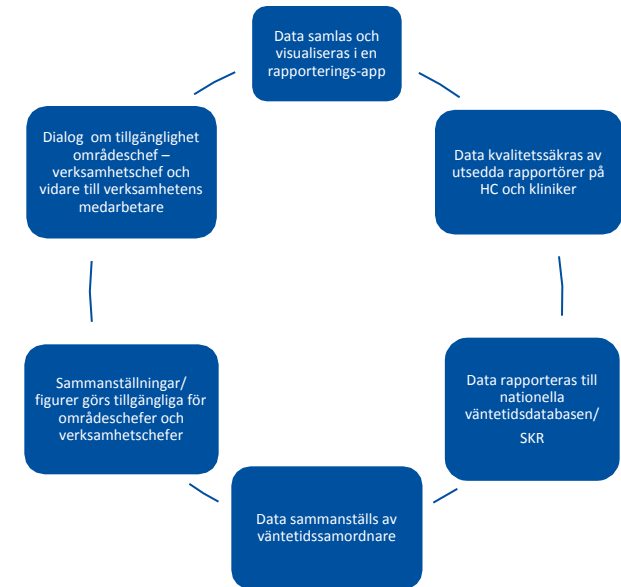 Data samlas och
visualiseras i en
rapporterings-app
Data kvalitetssäkras av
utsedda rapportörer på
HC och kliniker
Data rapporteras till
nationella
väntetidsdatabasen/
SKR
Data sammanställs av
väntetidssamordnare
Sammanställningar/
figurer görs tillgängliga för
områdeschefer och
verksamhetschefer
Dialog om tillgänglighet
områdeschef –
verksamhetschef och
vidare till verksamhetens
medarbetare